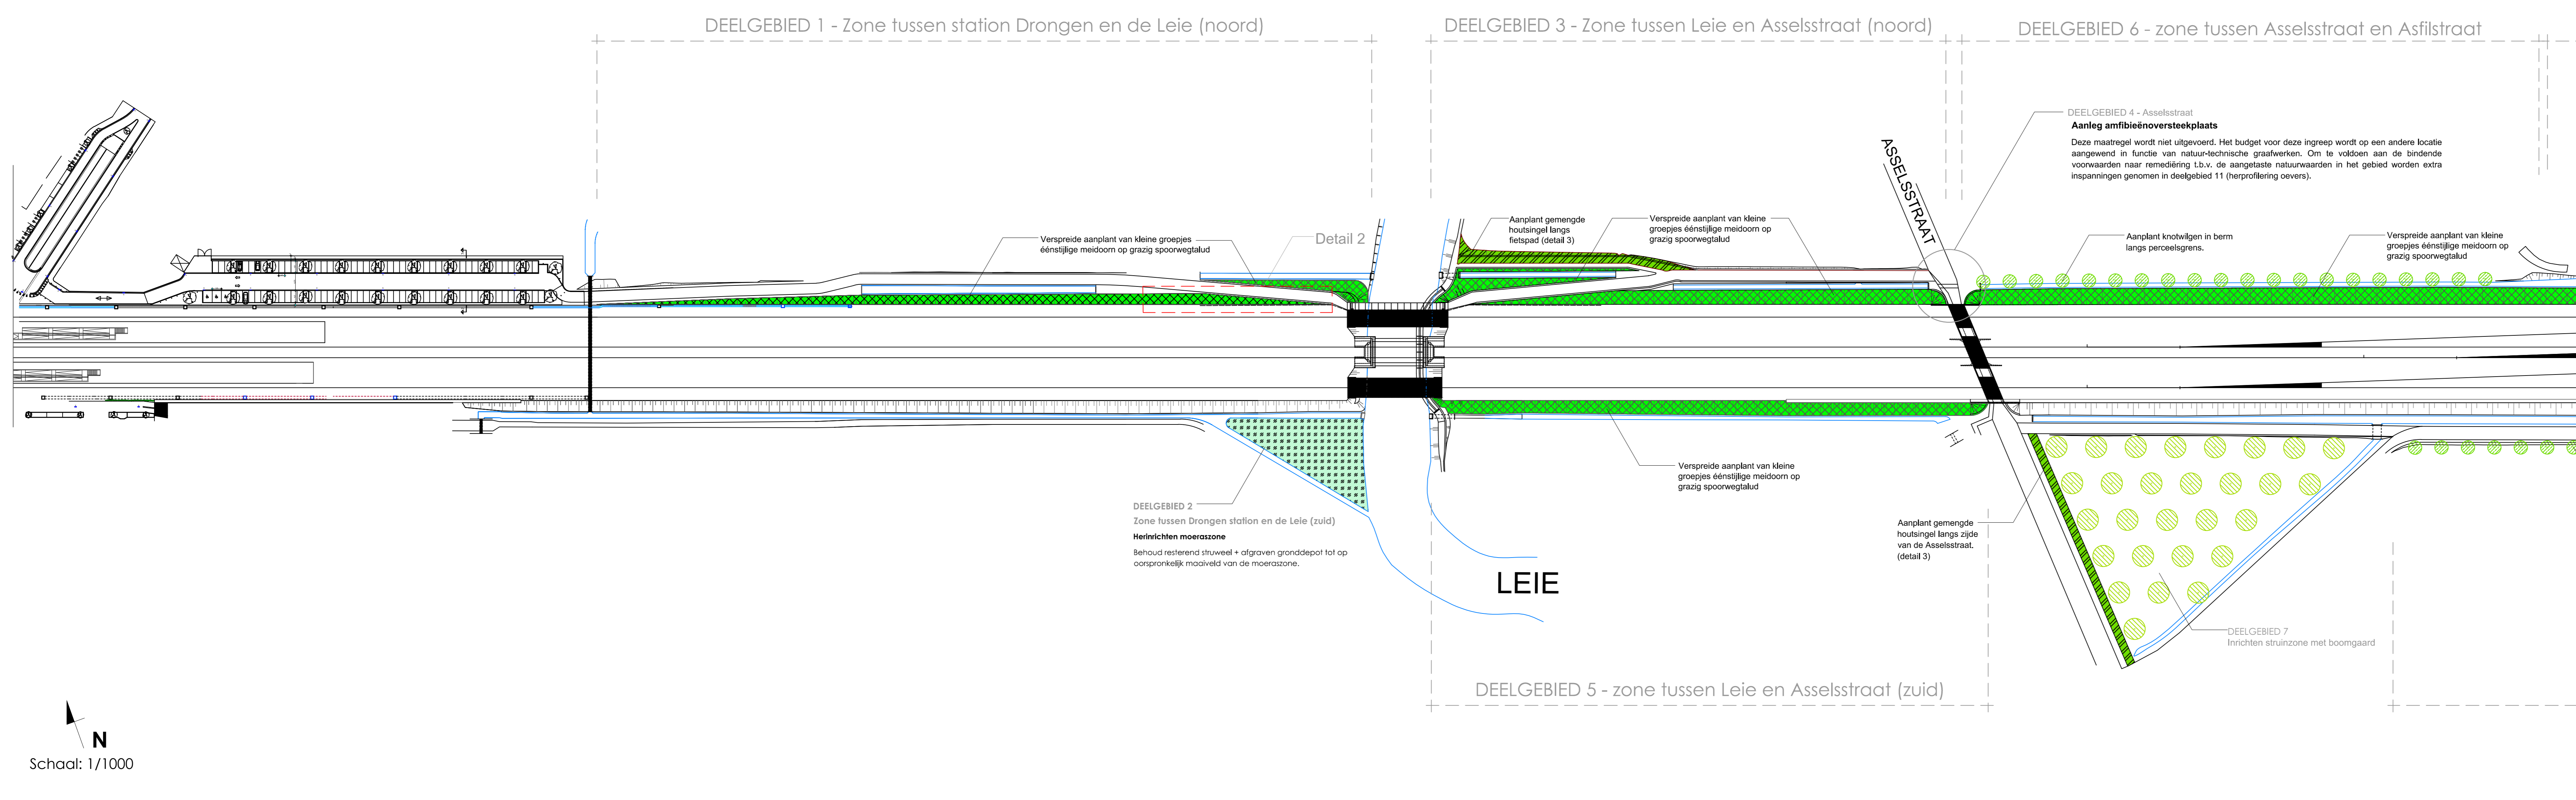 DEELGEBIED 1 - Zone tussen station Drongen en de Leie (noord)
DEELGEBIED 3 - Zone tussen Leie en Asselsstraat (noord)
DEELGEBIED 6 - zone tussen Asselsstraat en Asfilstraat
DEELGEBIED 4 - Asselsstraat
Aanleg amfibieënoversteekplaats
Deze maatregel wordt niet uitgevoerd. Het budget voor deze ingreep wordt op een andere locatie
aangewend in functie van natuur-technische graafwerken. Om te voldoen aan de bindende
voorwaarden naar remediëring t.b.v. de aangetaste natuurwaarden in het gebied worden extra
inspanningen genomen in deelgebied 11 (herprofilering oevers).
ASSELSSTRAAT
Verspreide aanplant van kleine groepjes
éénstijlige meidoorn op grazig spoorwegtalud
Detail 2
Aanplant gemengde
houtsingel langs
fietspad (detail 3)
Verspreide aanplant van kleine
groepjes éénstijlige meidoorn op
grazig spoorwegtalud
Aanplant knotwilgen in berm
langs perceelsgrens.
Verspreide aanplant van kleine
groepjes éénstijlige meidoorn op
grazig spoorwegtalud
Verspreide aanplant van kleine
groepjes éénstijlige meidoorn op
grazig spoorwegtalud
DEELGEBIED 2
Zone tussen Drongen station en de Leie (zuid)
Herinrichten moeraszone
Behoud resterend struweel + afgraven gronddepot tot op
oorspronkelijk maaiveld van de moeraszone.
Aanplant gemengde
houtsingel langs zijde
van de Asselsstraat.
(detail 3)
LEIE
DEELGEBIED 7
Inrichten struinzone met boomgaard
DEELGEBIED 5 - zone tussen Leie en Asselsstraat (zuid)
N
Schaal: 1/1000